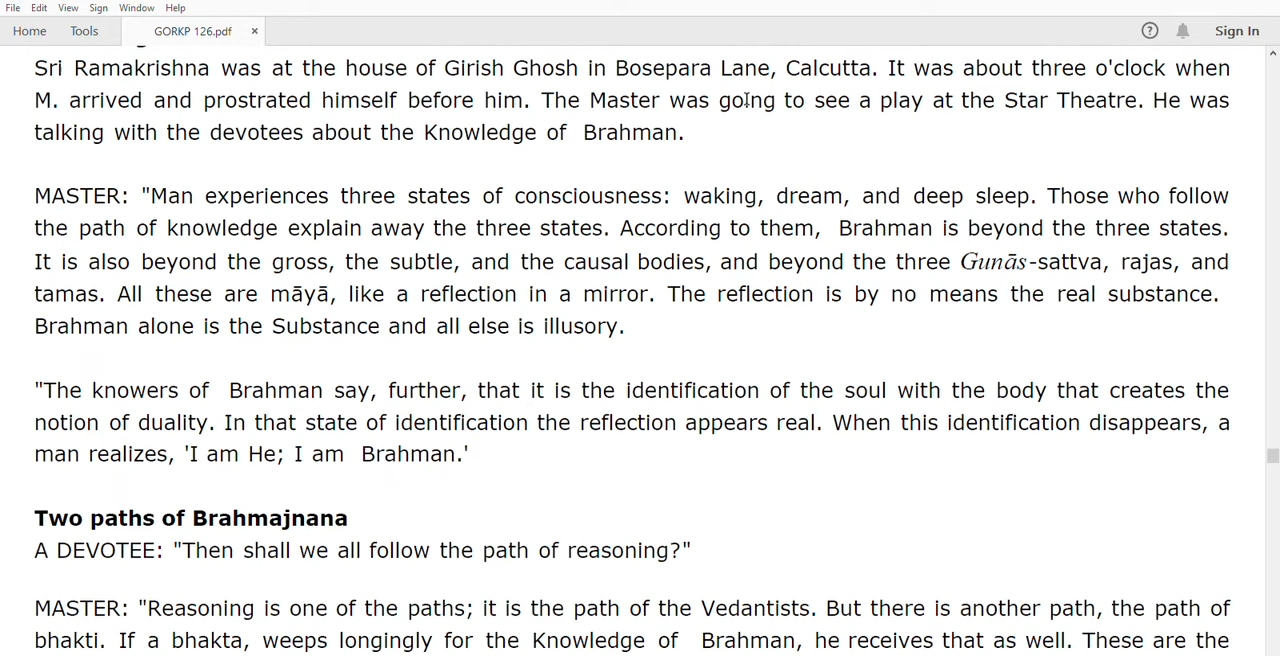 File Edit View Sign Window Help
Home Tools GORKP 126.pdf × ? Sign In
Sri Ramakrishna was at the house of Girish Ghosh in Bosepara Lane, Calcutta. It was about three o'clock when
M. arrived and prostrated himself before him. The Master was going to see a play at the Star Theatre. He was
talking with the devotees about the Knowledge of Brahman.
MASTER: "Man experiences three states of consciousness: waking, dream, and deep sleep. Those who follow
the path of knowledge explain away the three states. According to them, Brahman is beyond the three states.
It is also beyond the gross, the subtle, and the causal bodies, and beyond the three Gunās-sattva, rajas, and
tamas. All these are māyā, like a reflection in a mirror. The reflection is by no means the real substance.
Brahman alone is the Substance and all else is illusory.
"The knowers of Brahman say, further, that it is the identification of the soul with the body that creates the
notion of duality. In that state of identification the reflection appears real. When this identification disappears, a
man realizes, 'I am He; I am Brahman.'
Two paths of Brahmajnana
A DEVOTEE: "Then shall we all follow the path of reasoning?"
MASTER: "Reasoning is one of the paths; it is the path of the Vedantists. But there is another path, the path of
bhakti. If a bhakta, weeps longingly for the Knowledge of Brahman, he receives that as well. These are the